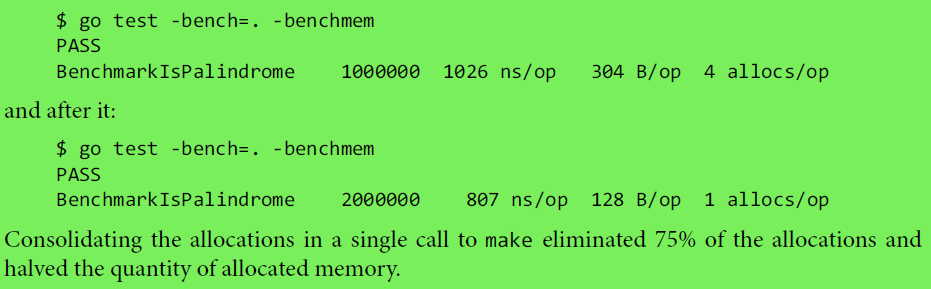 $ go test -bench=. -benchmem
PASS
BenchmarkIsPalindrome    1000000  1026 ns/op   304 B/op  4 allocs/op
and after it:
$ go test -bench=. -benchmem
PASS
BenchmarkIsPalindrome    2000000    807 ns/op  128 B/op  1 allocs/op
Consolidating the allocations in a single call to make eliminated 75% of the allocations and
halved the quantity of allocated memory.